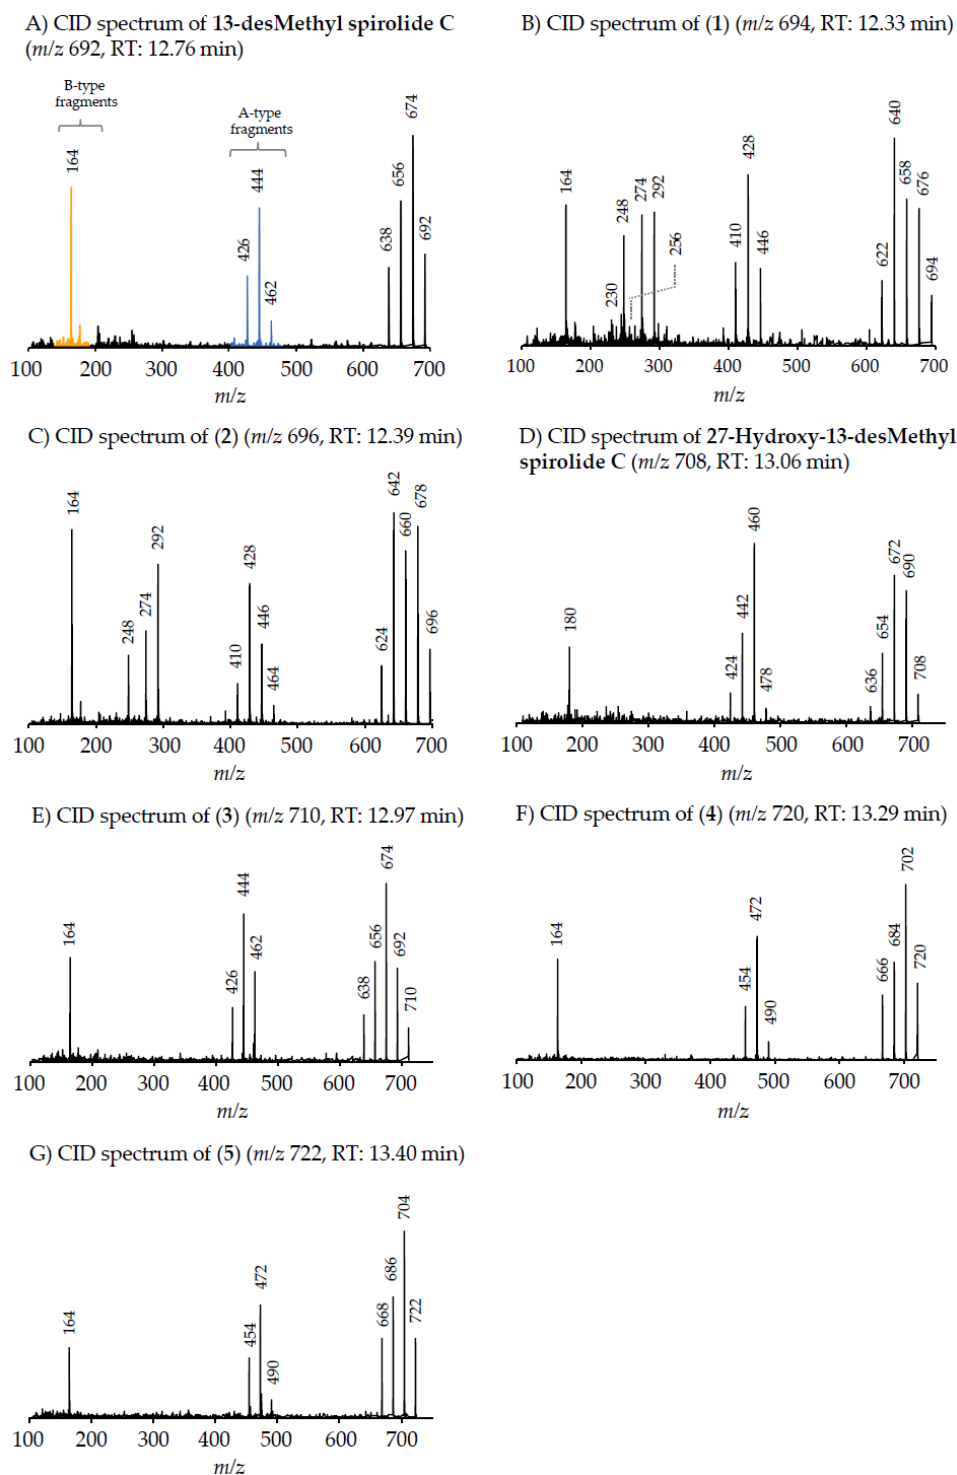 A) CID spectrum of 13-desMethyl spirolide C
(m/z 692, RT: 12.76 min)
B-type
fragments
A-type
fragments
164
426
444
462
638
656
674
692
100 200 300 400 500 600 700
m/z
B) CID spectrum of (1) (m/z 694, RT: 12.33 min)
164
230
248
274
292
256
410
428
446
622
640
658
676
694
100 200 300 400 500 600 700
m/z
C) CID spectrum of (2) (m/z 696, RT: 12.39 min)
164
248
274
292
410
428
446
464
624
642
660
678
696
100 200 300 400 500 600 700
m/z
D) CID spectrum of 27-Hydroxy-13-desMethyl
spirolide C (m/z 708, RT: 13.06 min)
180
424
442
460
478
636
654
672
690
708
100 200 300 400 500 600 700
m/z
E) CID spectrum of (3) (m/z 710, RT: 12.97 min)
164
426
444
462
638
656
674
692
710
100 200 300 400 500 600 700
m/z
F) CID spectrum of (4) (m/z 720, RT: 13.29 min)
164
454
472
490
666
684
702
720
100 200 300 400 500 600 700
m/z
G) CID spectrum of (5) (m/z 722, RT: 13.40 min)
164
454
472
490
668
686
704
722
100 200 300 400 500 600 700
m/z